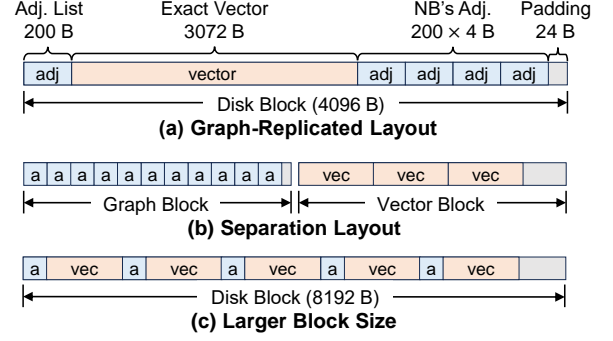 Adj. List Exact Vector NB's Adj. Padding
200 B 3072 B 200 × 4 B 24 B
adj vector adj adj adj adj
Disk Block (4096 B)
(a) Graph-Replicated Layout
a a a a a a a a a a a vec vec vec
Graph Block Vector Block
(b) Separation Layout
a vec a vec a vec a vec a vec
Disk Block (8192 B)
(c) Larger Block Size